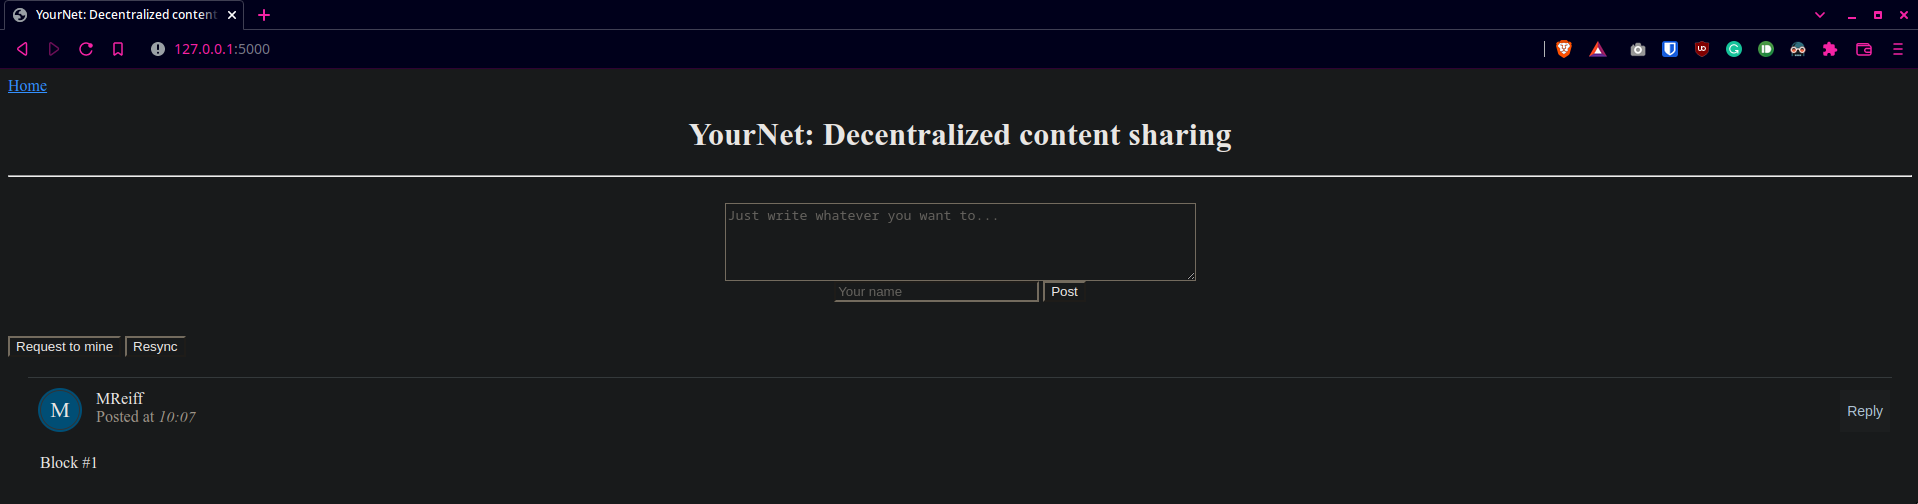 YourNet: Decentralized content
127.0.0.1:5000
Home
YourNet: Decentralized content sharing
Just write whatever you want to...
Your name Post
Request to mine Resync
M MReiff
Posted at 10:07
Reply
Block #1